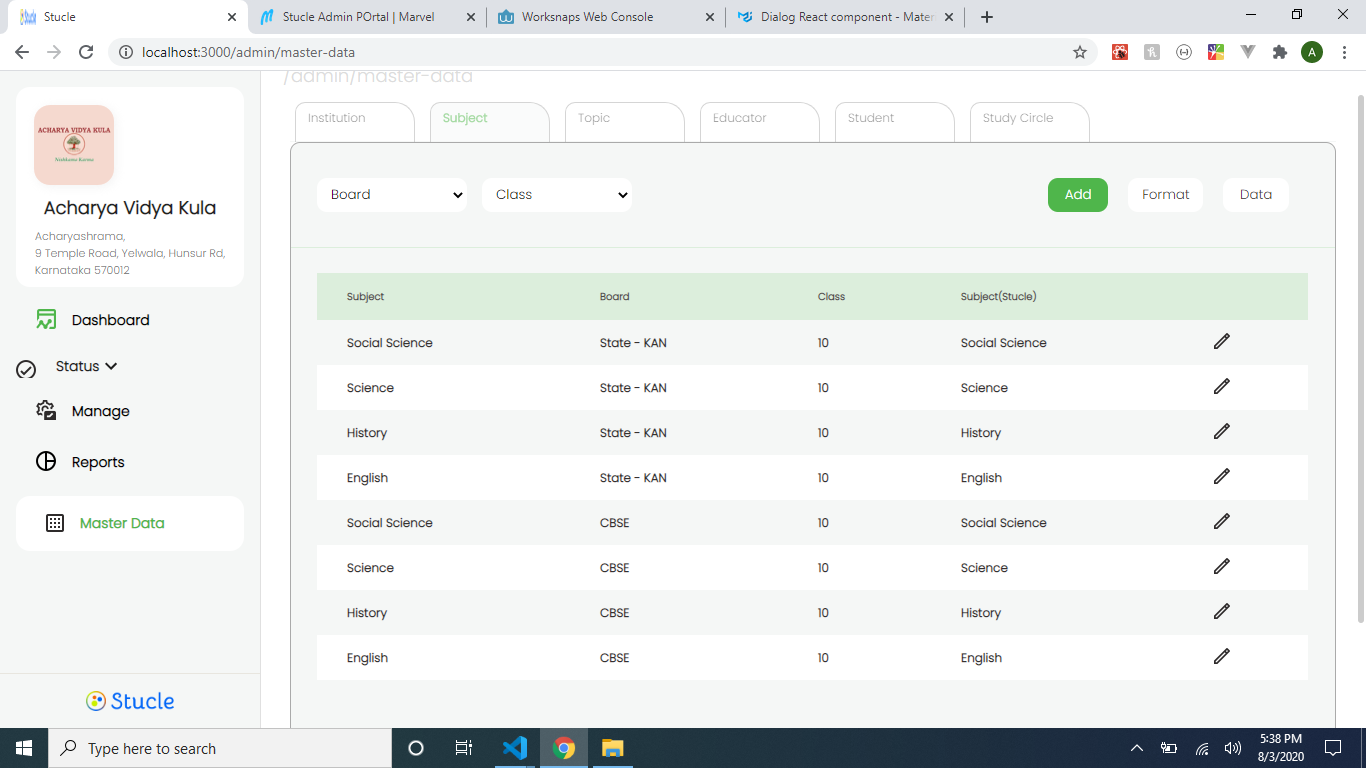 Stucle
Stucle Admin POrtal | Marvel
Worksnaps Web Console
Dialog React component - Mater
localhost:3000/admin/master-data
A
/admin/master-data
ACHARYA VIDYA KULA
Nishkama Karma
Acharya Vidya Kula
Acharyashrama,
9 Temple Road, Yelwala, Hunsur Rd,
Karnataka 570012
Dashboard
Status
Manage
Reports
Master Data
Stucle
Institution Subject Topic Educator Student Study Circle
Board Class Add Format Data
Subject Board Class Subject(Stucle)
Social Science State - KAN 10 Social Science
Science State - KAN 10 Science
History State - KAN 10 History
English State - KAN 10 English
Social Science CBSE 10 Social Science
Science CBSE 10 Science
History CBSE 10 History
English CBSE 10 English
Type here to search
5:38 PM
8/3/2020